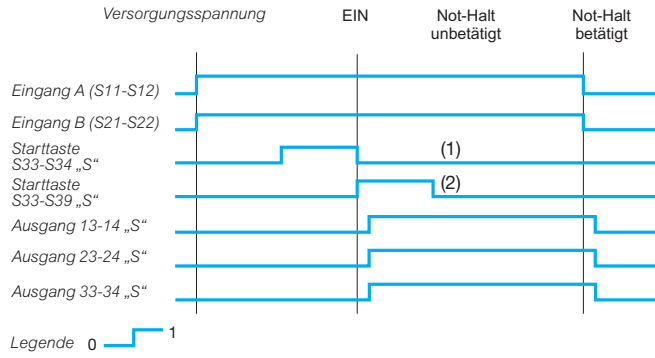 Versorgungsspannung
EIN
Not-Halt
unbetätigt
Not-Halt
betätigt
Eingang A (S11-S12)
Eingang B (S21-S22)
Starttaste
S33-S34 „S“
(1)
Starttaste
S33-S39 „S“
(2)
Ausgang 13-14 „S“
Ausgang 23-24 „S“
Ausgang 33-34 „S“
Legende 0 1